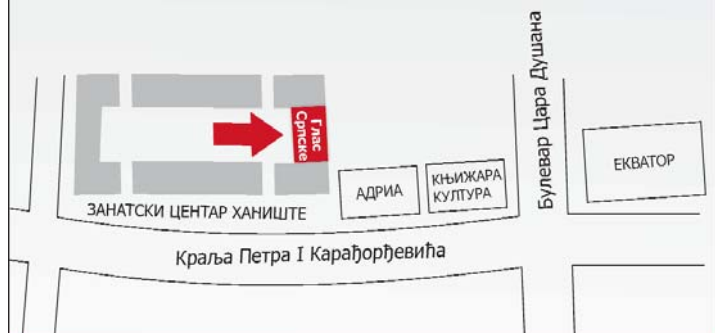 Глас
Српске
Булевар Цара Душана
ЕКВАТОР
АДРИА
КЊИЖАРА
КУЛТУРА
ЗАНАТСКИ ЦЕНТАР ХАНИШТЕ
Краља Петра I Карађорђевића